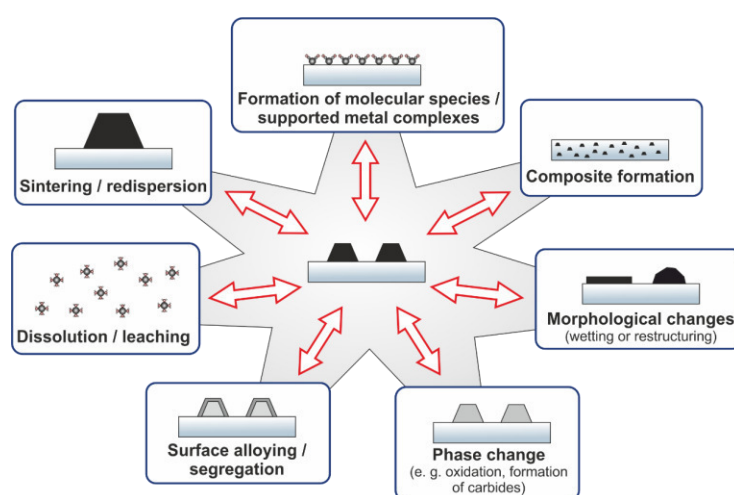 Formation of molecular species /
supported metal complexes
Sintering / redispersion
Composite formation
Dissolution / leaching
Morphological changes
(wetting or restructuring)
Surface alloying /
segregation
Phase change
(e. g. oxidation, formation
of carbides)